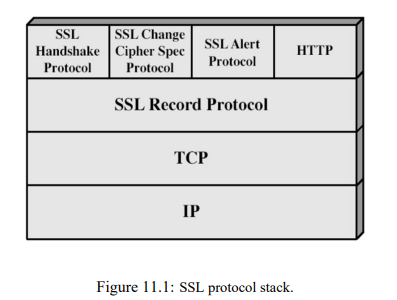 SSL
Handshake
Protocol
SSL Change
Cipher Spec
Protocol
SSL Alert
Protocol
HTTP
SSL Record Protocol
TCP
IP
Figure 11.1: SSL protocol stack.